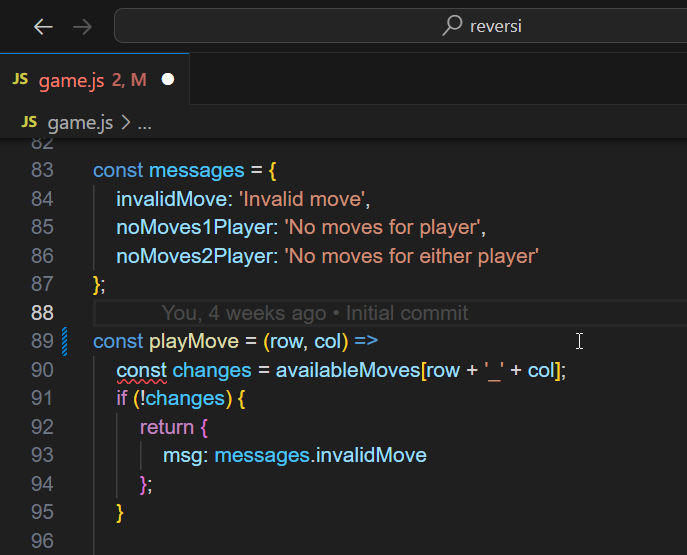 reversi
JS game.js 2, M
JS game.js > ...
82
83 const messages = {
84 invalidMove: 'Invalid move',
85 noMoves1Player: 'No moves for player',
86 noMoves2Player: 'No moves for either player'
87 };
88 You, 4 weeks ago • Initial commit
89 const playMove = (row, col) =>
90 const changes = availableMoves[row + '_' + col];
91 if (!changes) {
92 return {
93 msg: messages.invalidMove
94 };
95 }
96